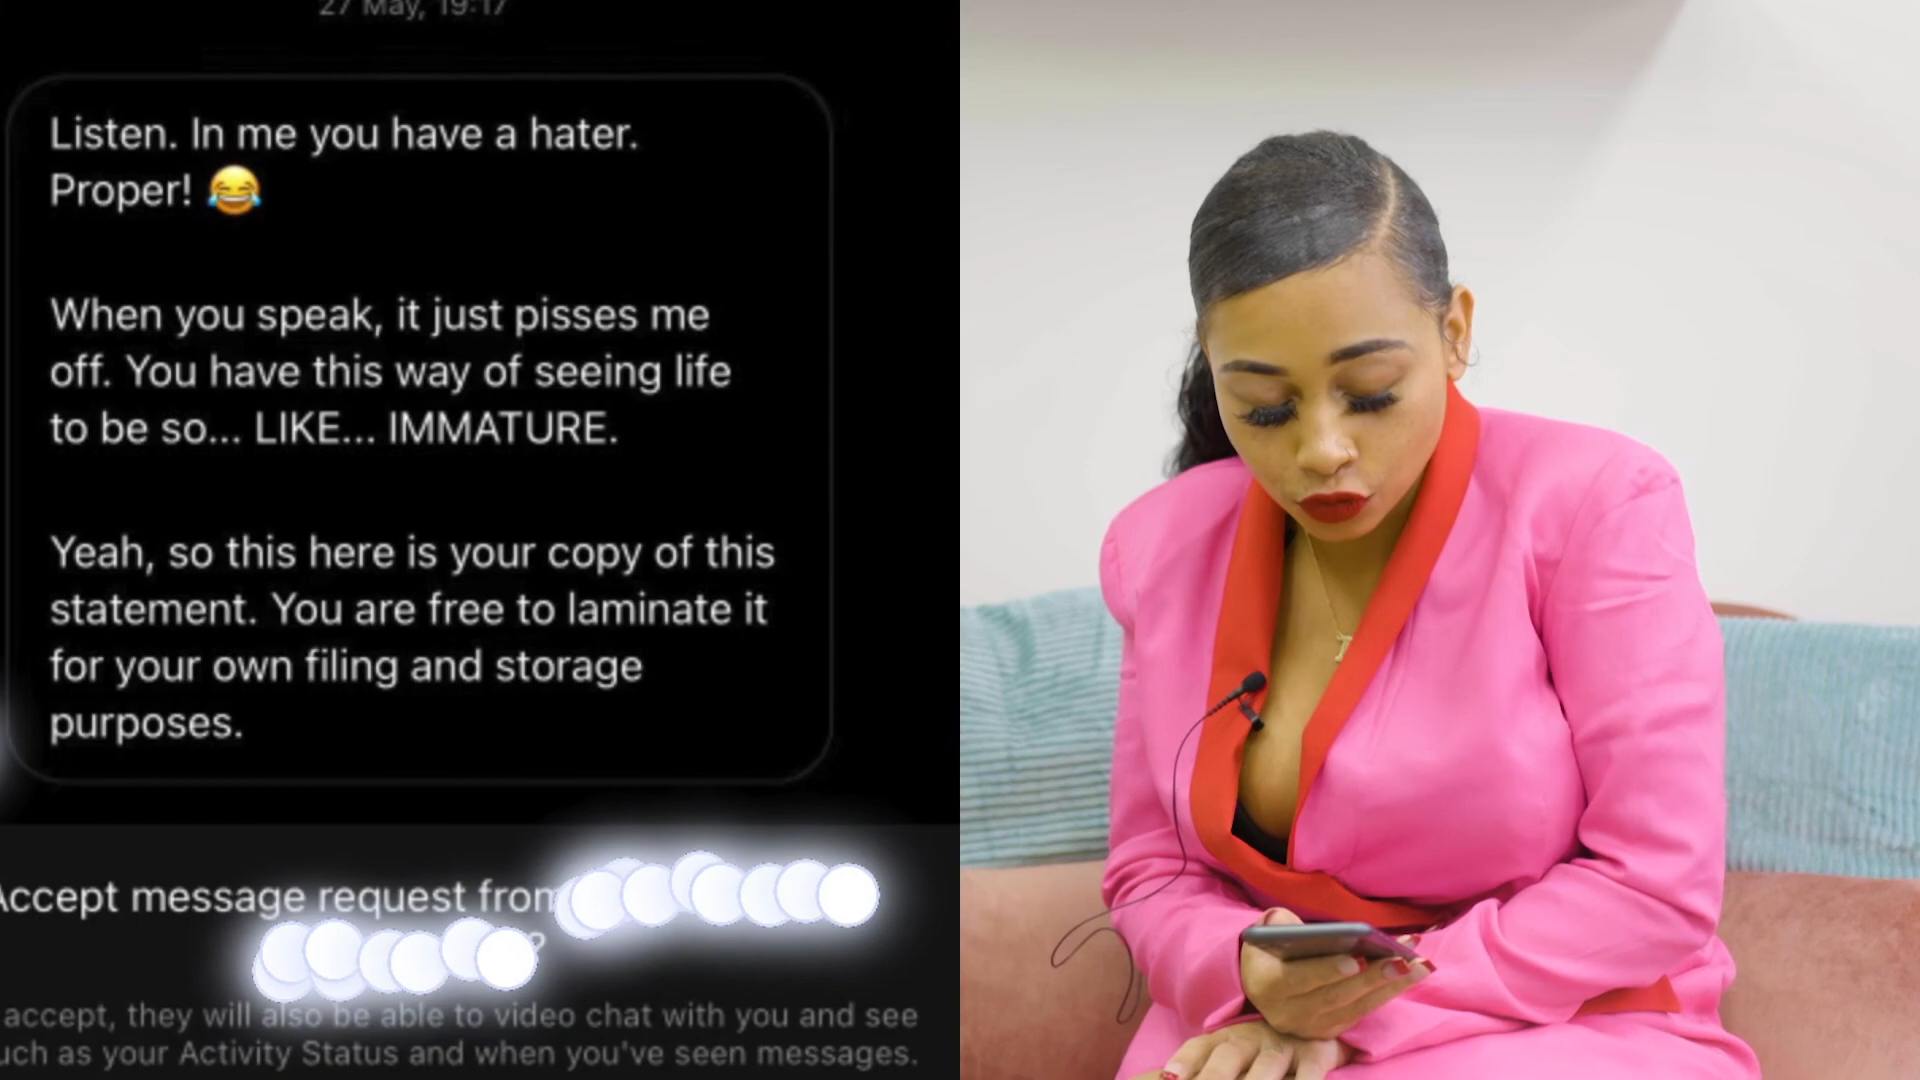 27 May, 19:17
Listen. In me you have a hater.
Proper! 😂
When you speak, it just pisses me
off. You have this way of seeing life
to be so... LIKE... IMMATURE.
Yeah, so this here is your copy of this
statement. You are free to laminate it
for your own filing and storage
purposes.
Accept message request from
?
accept, they will also be able to video chat with you and see
uch as your Activity Status and when you've seen messages.